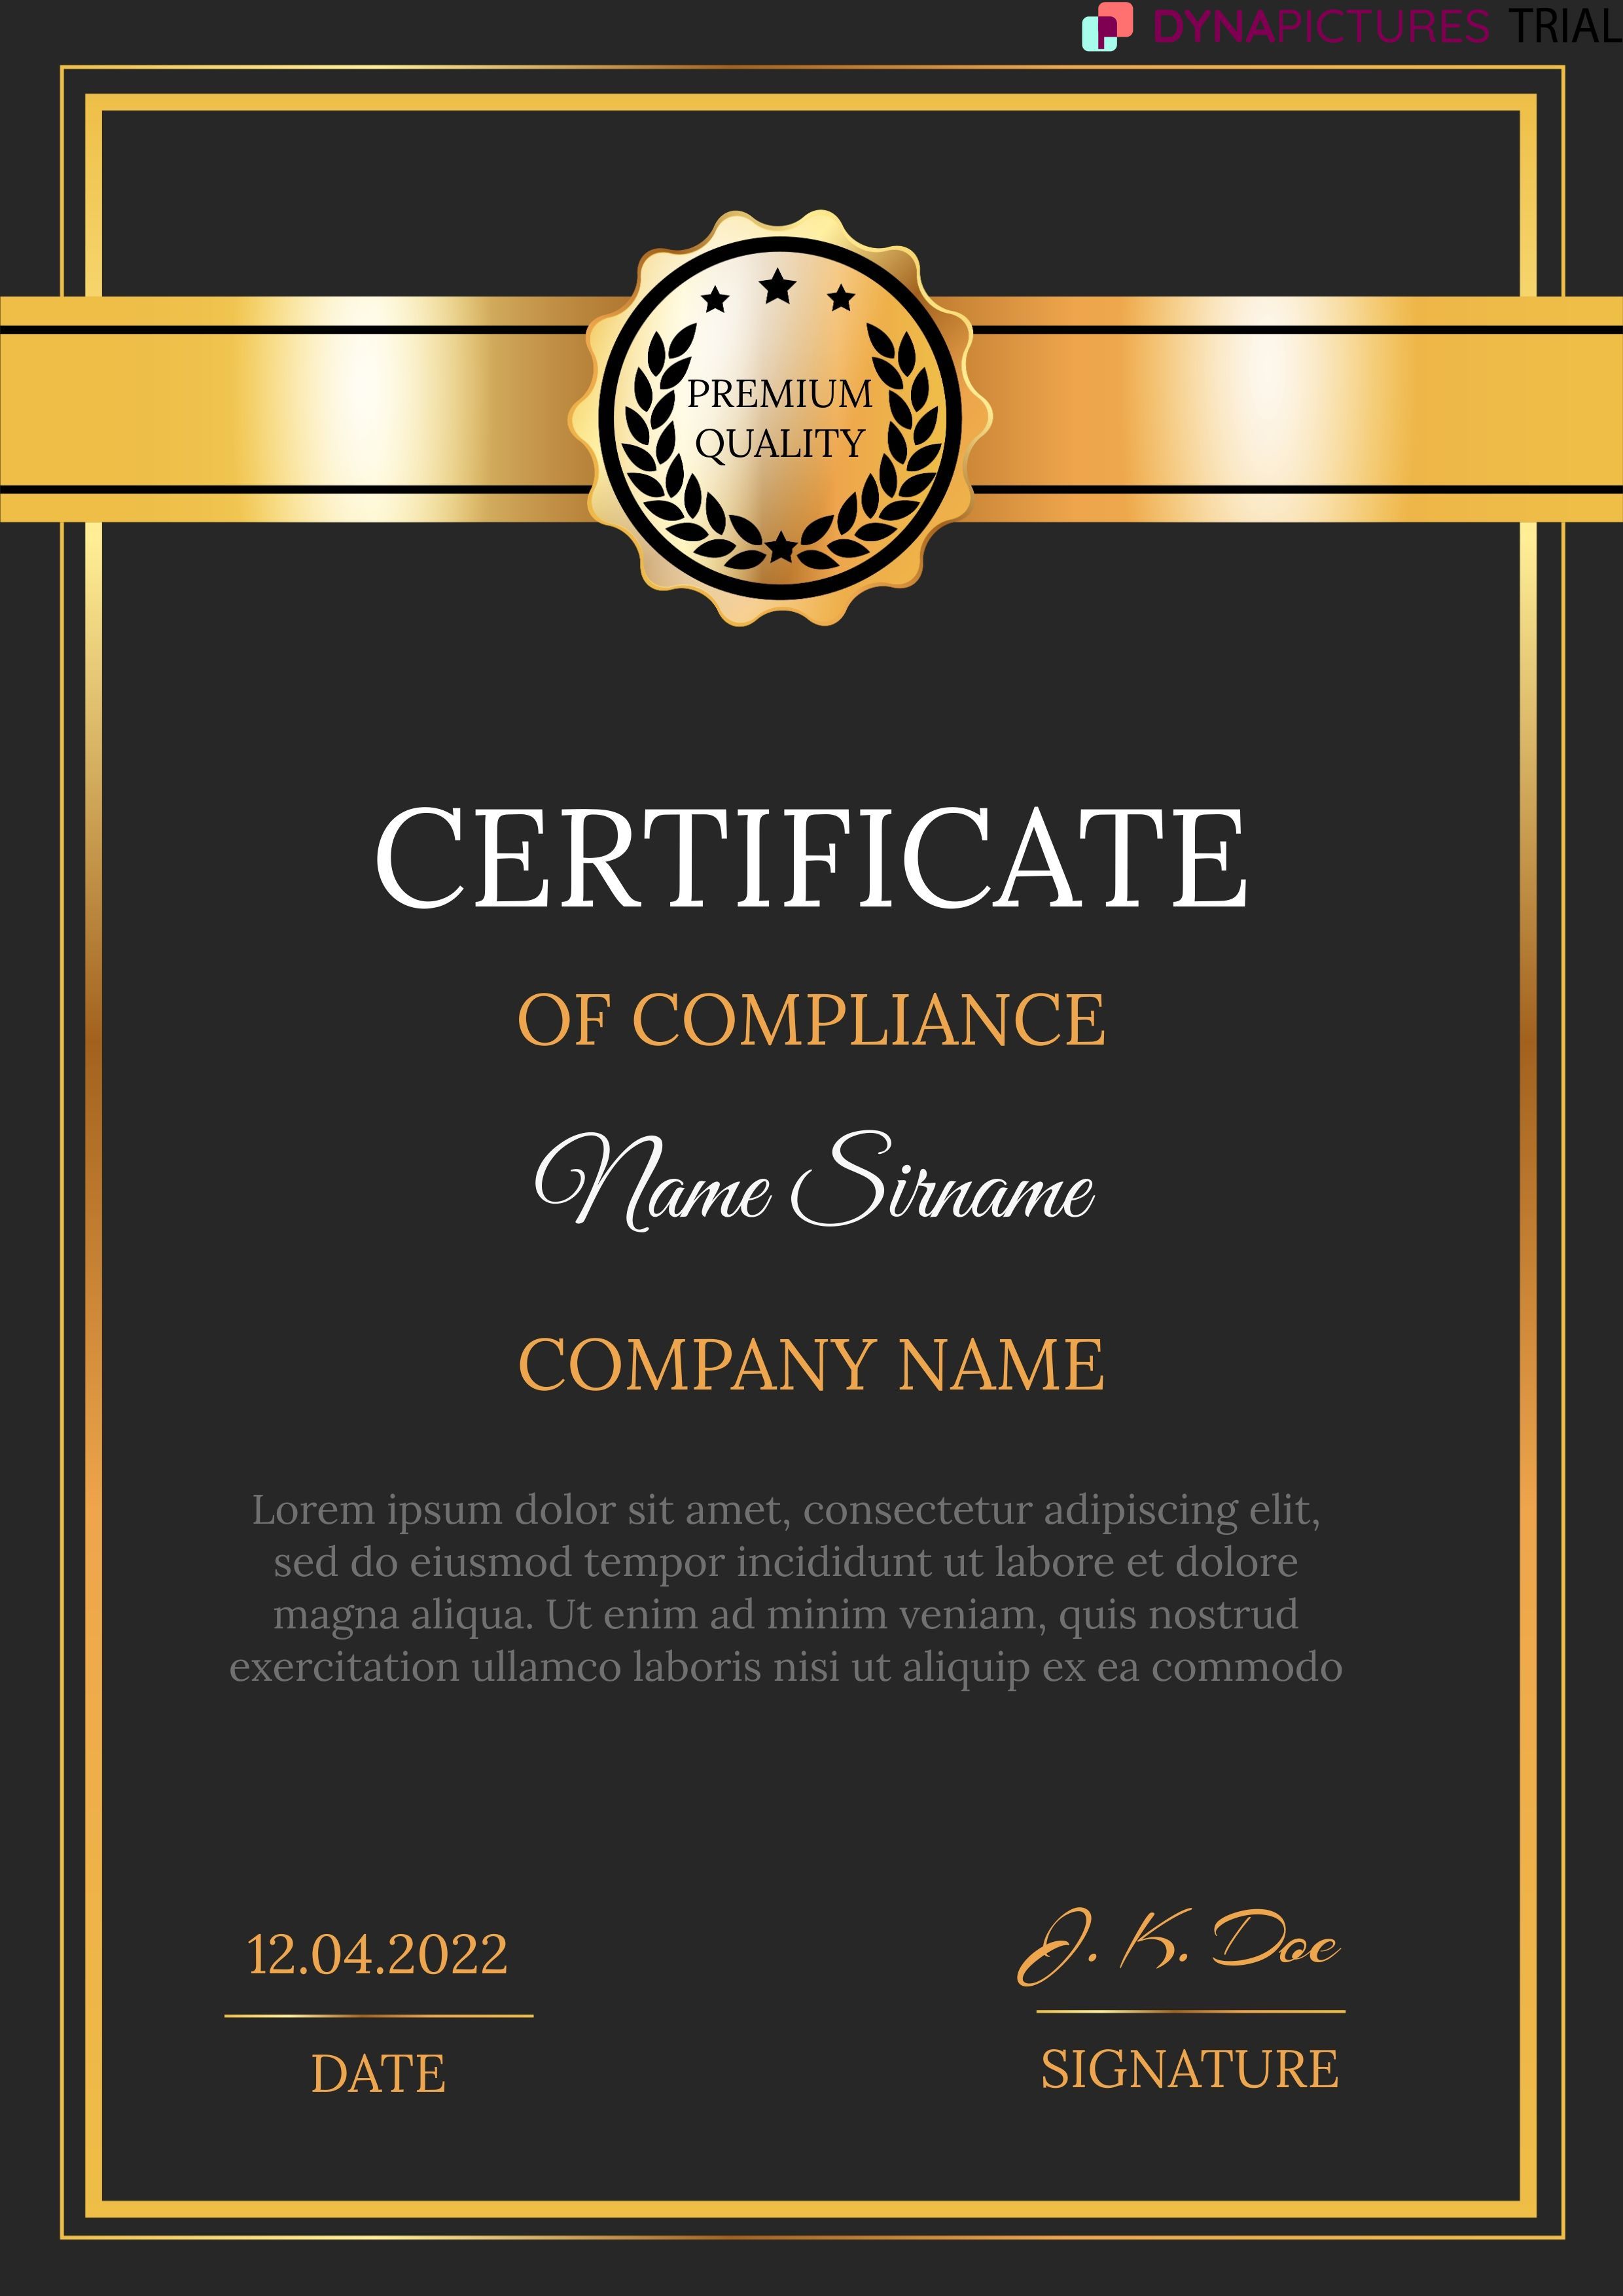 DYNAPICTURES TRIAL
PREMIUM
QUALITY
CERTIFICATE
OF COMPLIANCE
Name Sirname
COMPANY NAME
Lorem ipsum dolor sit amet, consectetur adipiscing elit,
sed do eiusmod tempor incididunt ut labore et dolore
magna aliqua. Ut enim ad minim veniam, quis nostrud
exercitation ullamco laboris nisi ut aliquip ex ea commodo
12.04.2022
DATE
J. K. Doe
SIGNATURE